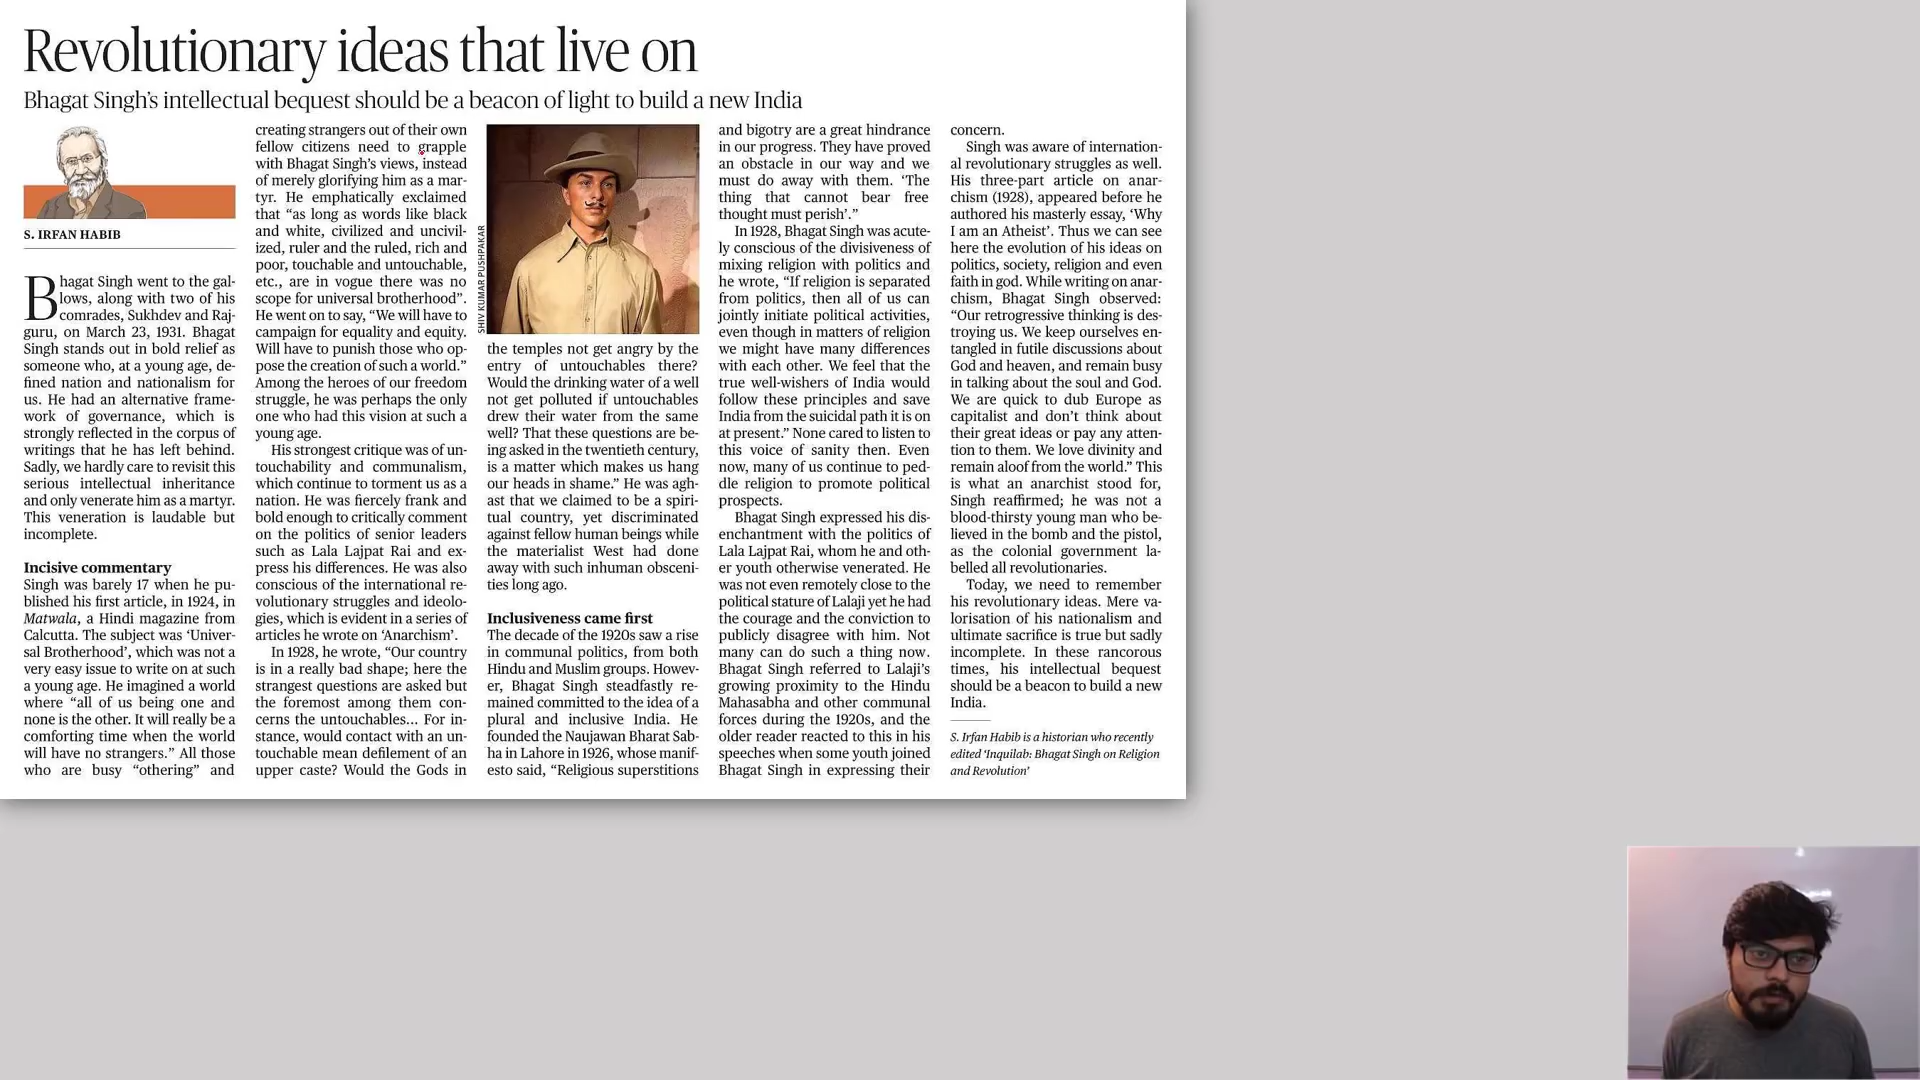 Revolutionary ideas that live on
Bhagat Singh's intellectual bequest should be a beacon of light to build a new India
S. IRFAN HABIB
Bhagat Singh went to the gal-
lows, along with two of his
comrades, Sukhdev and Raj-
guru, on March 23, 1931. Bhagat
Singh stands out in bold relief as
someone who, at a young age, de-
fined nation and nationalism for
us. He had an alternative frame-
work of governance, which is
strongly reflected in the corpus of
writings that he has left behind.
Sadly, we hardly care to revisit this
serious intellectual inheritance
and only venerate him as a martyr.
This veneration is laudable but
incomplete.
Incisive commentary
Singh was barely 17 when he pu-
blished his first article, in 1924, in
Matwala, a Hindi magazine from
Calcutta. The subject was ‘Univer-
sal Brotherhood’, which was not a
very easy issue to write on at such
a young age. He imagined a world
where “all of us being one and
none is the other. It will really be a
comforting time when the world
will have no strangers.” All those
who are busy “othering” and
creating strangers out of their own
fellow citizens need to grapple
with Bhagat Singh’s views, instead
of merely glorifying him as a mar-
tyr. He emphatically exclaimed
that “as long as words like black
and white, civilized and uncivil-
ized, ruler and the ruled, rich and
poor, touchable and untouchable,
etc., are in vogue there was no
scope for universal brotherhood”.
He went on to say, “We will have to
campaign for equality and equity.
Will have to punish those who op-
pose the creation of such a world.”
Among the heroes of our freedom
struggle, he was perhaps the only
one who had this vision at such a
young age.
His strongest critique was of un-
touchability and communalism,
which continue to torment us as a
nation. He was fiercely frank and
bold enough to critically comment
on the politics of senior leaders
such as Lala Lajpat Rai and ex-
press his differences. He was also
conscious of the international re-
volutionary struggles and ideolo-
gies, which is evident in a series of
articles he wrote on ‘Anarchism’.
In 1928, he wrote, “Our country
is in a really bad shape; here the
strangest questions are asked but
the foremost among them con-
cerns the untouchables... For in-
stance, would contact with an un-
touchable mean defilement of an
upper caste? Would the Gods in
SHIV KUMAR PUSHPAKAR
the temples not get angry by the
entry of untouchables there?
Would the drinking water of a well
not get polluted if untouchables
drew their water from the same
well? That these questions are be-
ing asked in the twentieth century,
is a matter which makes us hang
our heads in shame.” He was agh-
ast that we claimed to be a spiri-
tual country, yet discriminated
against fellow human beings while
the materialist West had done
away with such inhuman obsceni-
ties long ago.
Inclusiveness came first
The decade of the 1920s saw a rise
in communal politics, from both
Hindu and Muslim groups. Howev-
er, Bhagat Singh steadfastly re-
mained committed to the idea of a
plural and inclusive India. He
founded the Naujawan Bharat Sab-
ha in Lahore in 1926, whose manif-
esto said, “Religious superstitions
and bigotry are a great hindrance
in our progress. They have proved
an obstacle in our way and we
must do away with them. ‘The
thing that cannot bear free
thought must perish’.”
In 1928, Bhagat Singh was acute-
ly conscious of the divisiveness of
mixing religion with politics and
he wrote, “If religion is separated
from politics, then all of us can
jointly initiate political activities,
even though in matters of religion
we might have many differences
with each other. We feel that the
true well-wishers of India would
follow these principles and save
India from the suicidal path it is on
at present.” None cared to listen to
this voice of sanity then. Even
now, many of us continue to ped-
dle religion to promote political
prospects.
Bhagat Singh expressed his dis-
enchantment with the politics of
Lala Lajpat Rai, whom he and oth-
er youth otherwise venerated. He
was not even remotely close to the
political stature of Lalaji yet he had
the courage and the conviction to
publicly disagree with him. Not
many can do such a thing now.
Bhagat Singh referred to Lalaji’s
growing proximity to the Hindu
Mahasabha and other communal
forces during the 1920s, and the
older reader reacted to this in his
speeches when some youth joined
Bhagat Singh in expressing their
concern.
Singh was aware of internation-
al revolutionary struggles as well.
His three-part article on anar-
chism (1928), appeared before he
authored his masterly essay, ‘Why
I am an Atheist’. Thus we can see
here the evolution of his ideas on
politics, society, religion and even
faith in god. While writing on anar-
chism, Bhagat Singh observed:
“Our retrogressive thinking is des-
troying us. We keep ourselves en-
tangled in futile discussions about
God and heaven, and remain busy
in talking about the soul and God.
We are quick to dub Europe as
capitalist and don’t think about
their great ideas or pay any atten-
tion to them. We love divinity and
remain aloof from the world.” This
is what an anarchist stood for,
Singh reaffirmed; he was not a
blood-thirsty young man who be-
lieved in the bomb and the pistol,
as the colonial government la-
belled all revolutionaries.
Today, we need to remember
his revolutionary ideas. Mere va-
lorisation of his nationalism and
ultimate sacrifice is true but sadly
incomplete. In these rancorous
times, his intellectual bequest
should be a beacon to build a new
India.
S. Irfan Habib is a historian who recently
edited ‘Inquilab: Bhagat Singh on Religion
and Revolution’